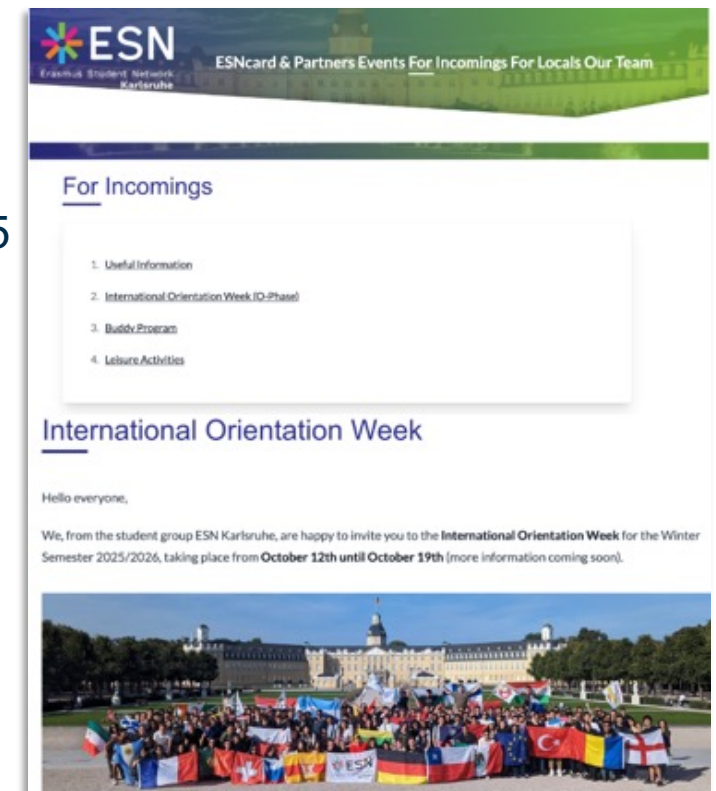 ESN
Erasmus Student Network
Karlsruhe
ESNcard & Partners Events For Incomings For Locals Our Team
For Incomings
5
1. Useful Information
2. International Orientation Week (O-Phase)
3. Buddy Program
4. Leisure Activities
International Orientation Week
Hello everyone,
We, from the student group ESN Karlsruhe, are happy to invite you to the International Orientation Week for the Winter
Semester 2025/2026, taking place from October 12th until October 19th (more information coming soon).
ESN